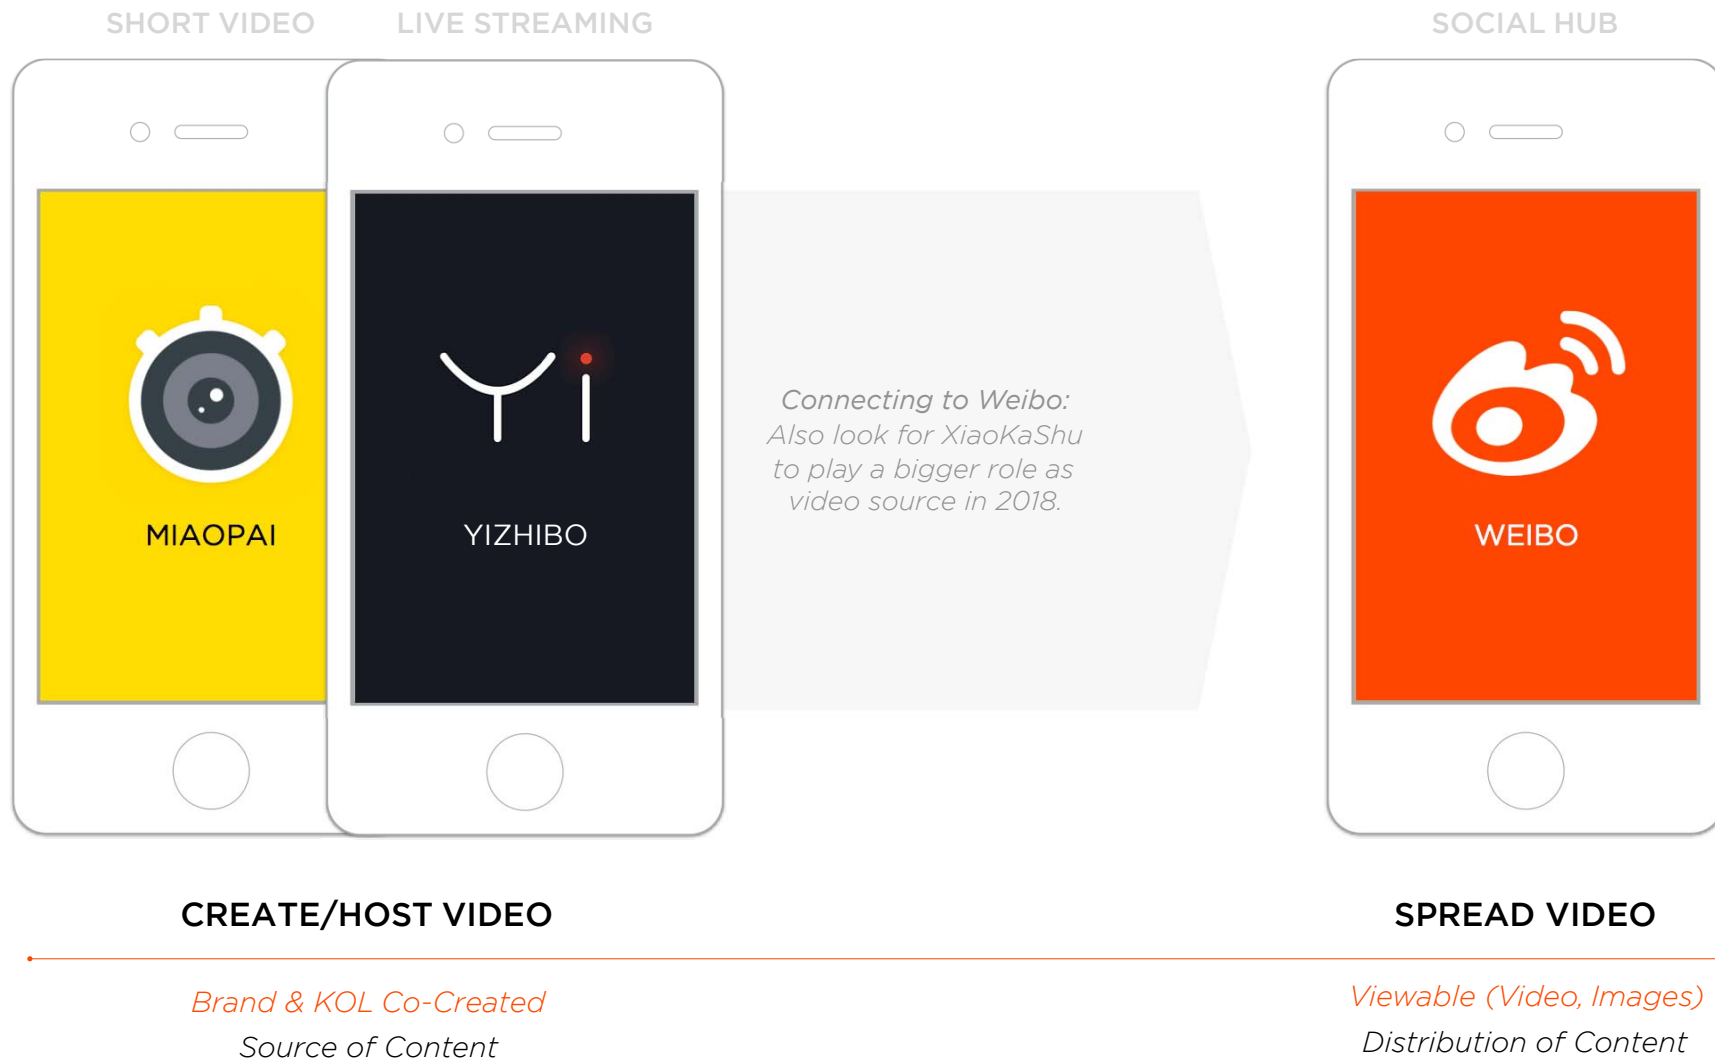 SHORT VIDEO
LIVE STREAMING
SOCIAL HUB
MIAOPAI
Yi
YIZHIBO
Connecting to Weibo:
Also look for XiaoKaShu
to play a bigger role as
video source in 2018.
WEIBO
CREATE/HOST VIDEO
SPREAD VIDEO
Brand & KOL Co-Created
Source of Content
Viewable (Video, Images)
Distribution of Content